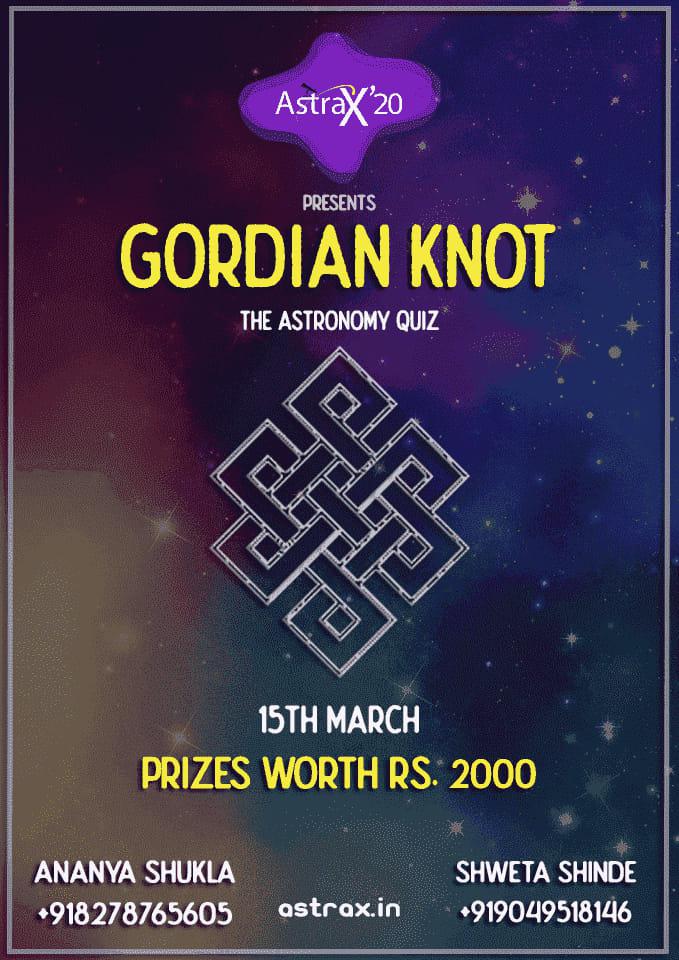 AstraX'20
PRESENTS
GORDIAN KNOT
THE ASTRONOMY QUIZ
15TH MARCH
PRIZES WORTH RS. 2000
ANANYA SHUKLA
+918278765605
astrax.in
SHWETA SHINDE
+919049518146